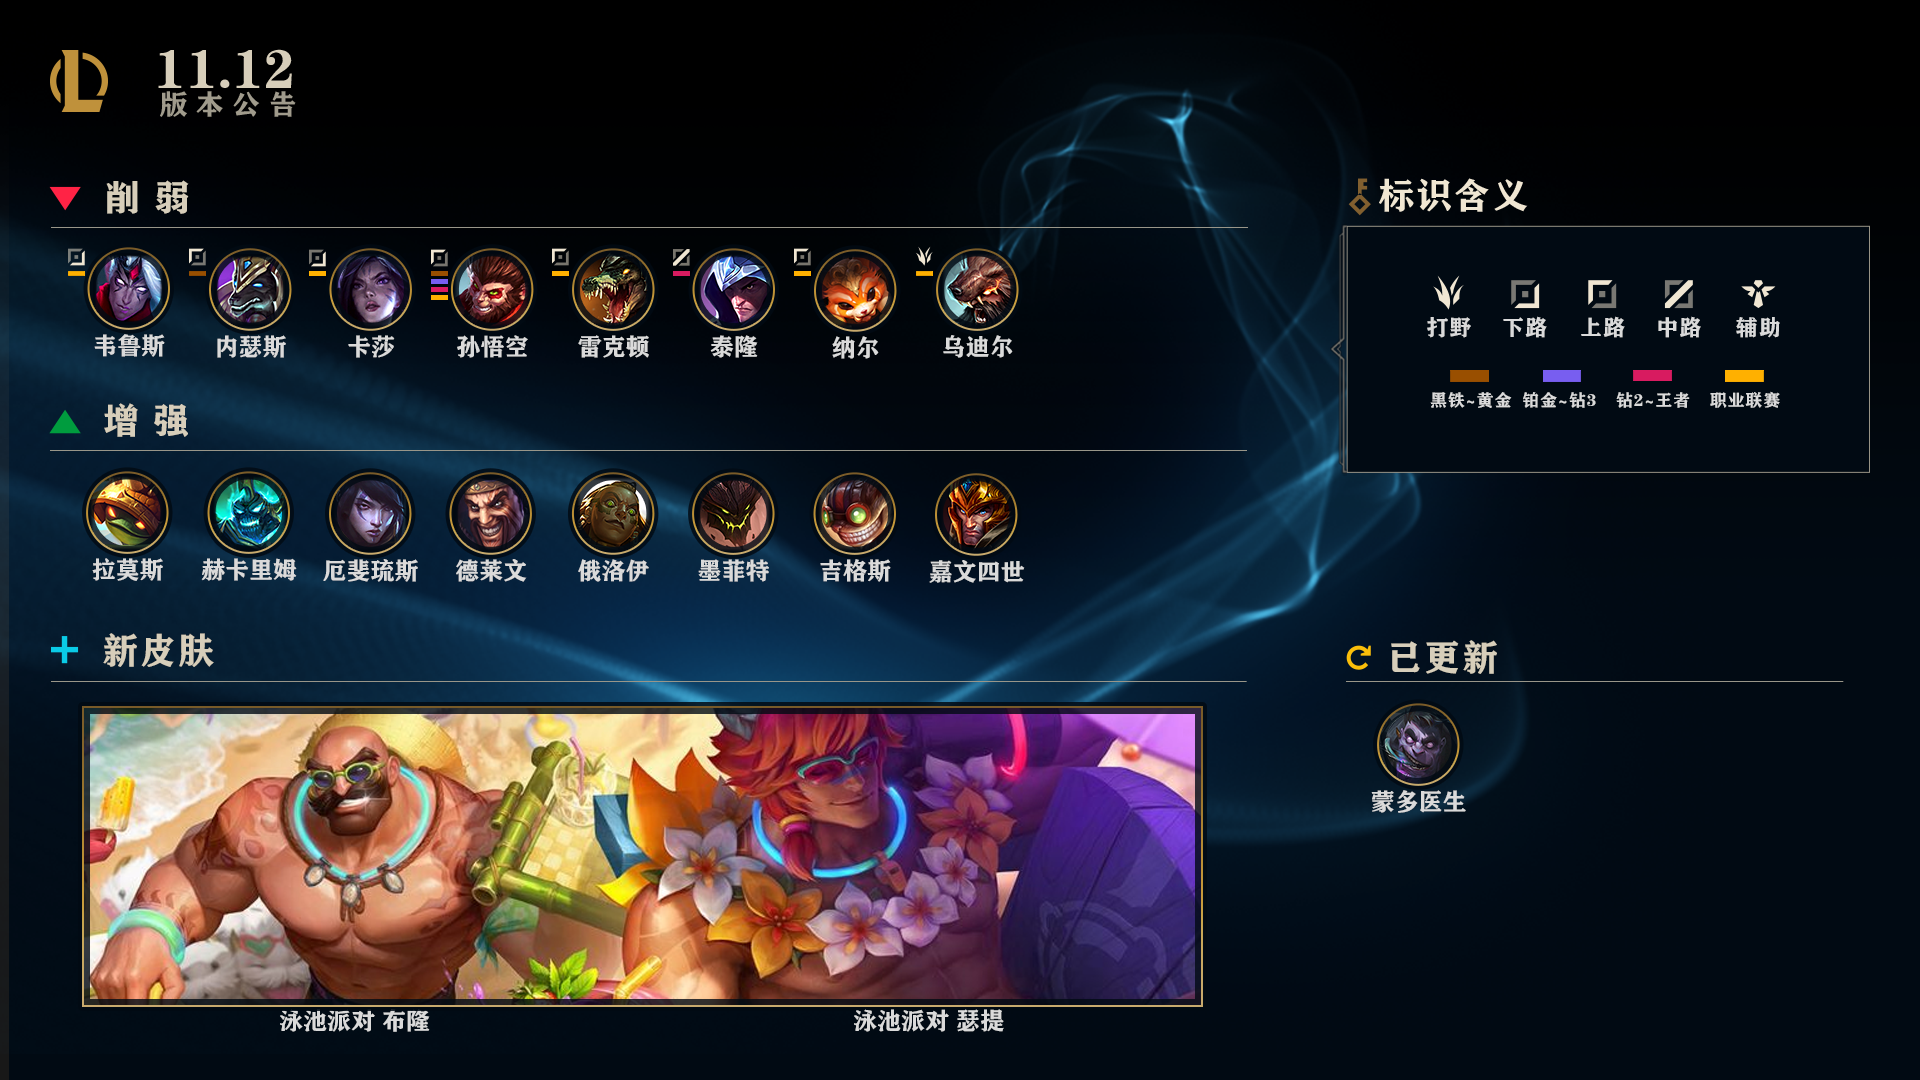 11.12
版本公告
削弱
韦鲁斯 内瑟斯 卡莎 孙悟空 雷克顿 泰隆 纳尔 乌迪尔
标识含义
打野 下路 上路 中路 辅助
黑铁~黄金 铂金~钻3 钻2~王者 职业联赛
增强
拉莫斯 赫卡里姆 厄斐琉斯 德莱文 俄洛伊 墨菲特 吉格斯 嘉文四世
新皮肤
泳池派对 布隆 泳池派对 瑟提
已更新
蒙多医生